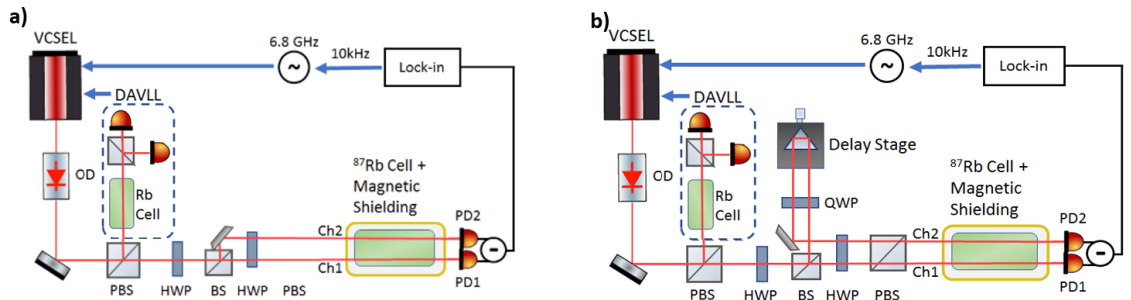 a)
VCSEL
6.8 GHz
~
10kHz
Lock-in
DAVLL
OD
Rb
Cell
⁸⁷Rb Cell +
Magnetic
Shielding
PD2
Ch2
-
Ch1
PD1
PBS
HWP
BS
HWP
PBS
b)
VCSEL
6.8 GHz
~
10kHz
Lock-in
DAVLL
Delay Stage
OD
Rb
Cell
QWP
⁸⁷Rb Cell +
Magnetic
Shielding
PD2
Ch2
-
Ch1
PD1
PBS
HWP
BS
HWP
PBS